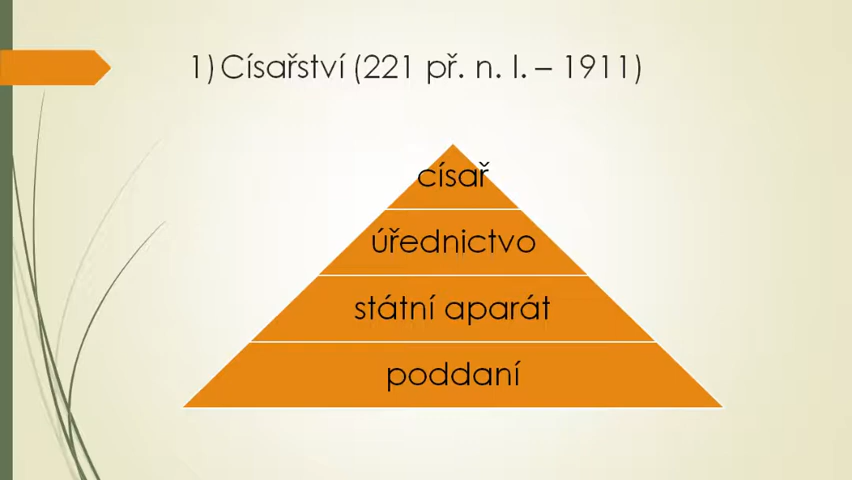 1) Císařství (221 př. n. l. – 1911)
císař
úřednictvo
státní aparát
poddaní